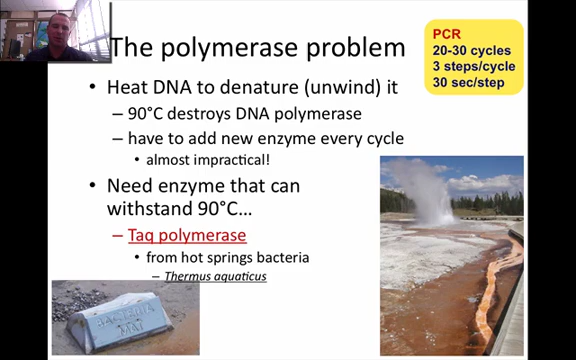 The polymerase problem
PCR
20-30 cycles
3 steps/cycle
30 sec/step
• Heat DNA to denature (unwind) it
– 90°C destroys DNA polymerase
– have to add new enzyme every cycle
• almost impractical!
• Need enzyme that can
withstand 90°C…
– Taq polymerase
• from hot springs bacteria
– Thermus aquaticus
BACTERIA
MAT